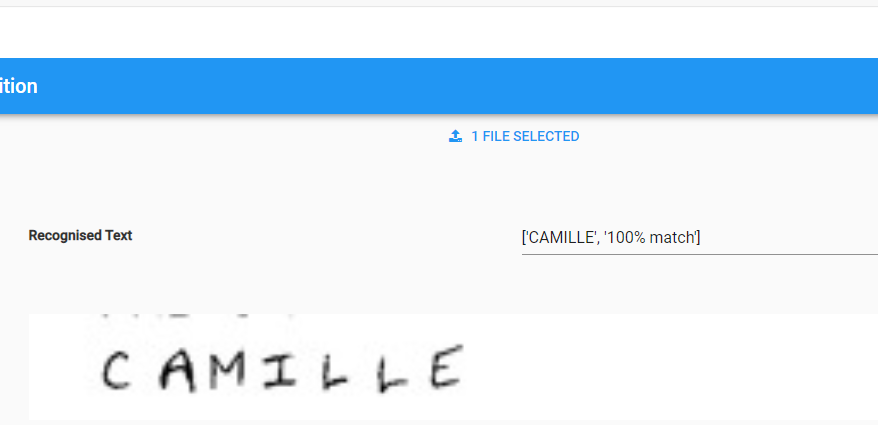 ition
1 FILE SELECTED
Recognised Text
['CAMILLE', '100% match']
CAMILLE